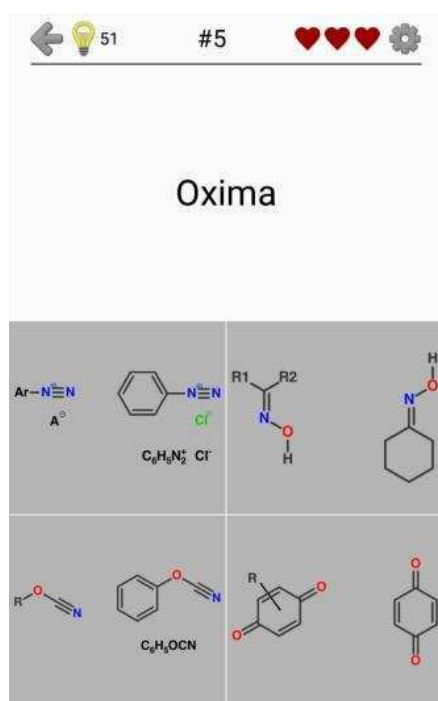 51 #5
Oxima
Ar–N⊕≡N
A⊖
N⊕≡N
Cl⊖
C₆H₅N₂⁺ Cl⁻
R1 R2
N
O
H
H
O
N
R–O N
O N
C₆H₅OCN
R
O
O
O
O